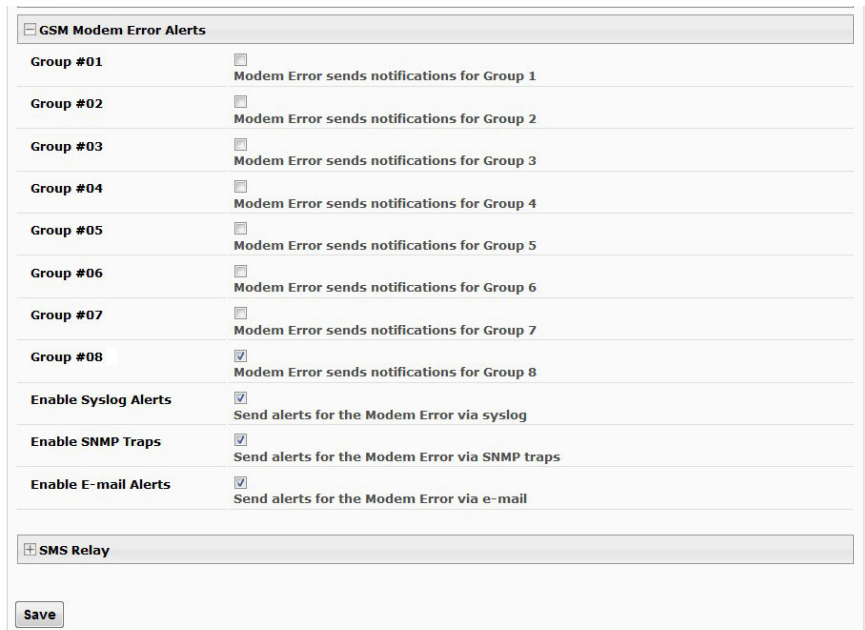 GSM Modem Error Alerts
Group #01
Modem Error sends notifications for Group 1
Group #02
Modem Error sends notifications for Group 2
Group #03
Modem Error sends notifications for Group 3
Group #04
Modem Error sends notifications for Group 4
Group #05
Modem Error sends notifications for Group 5
Group #06
Modem Error sends notifications for Group 6
Group #07
Modem Error sends notifications for Group 7
Group #08
Modem Error sends notifications for Group 8
Enable Syslog Alerts
Send alerts for the Modem Error via syslog
Enable SNMP Traps
Send alerts for the Modem Error via SNMP traps
Enable E-mail Alerts
Send alerts for the Modem Error via e-mail
SMS Relay
Save